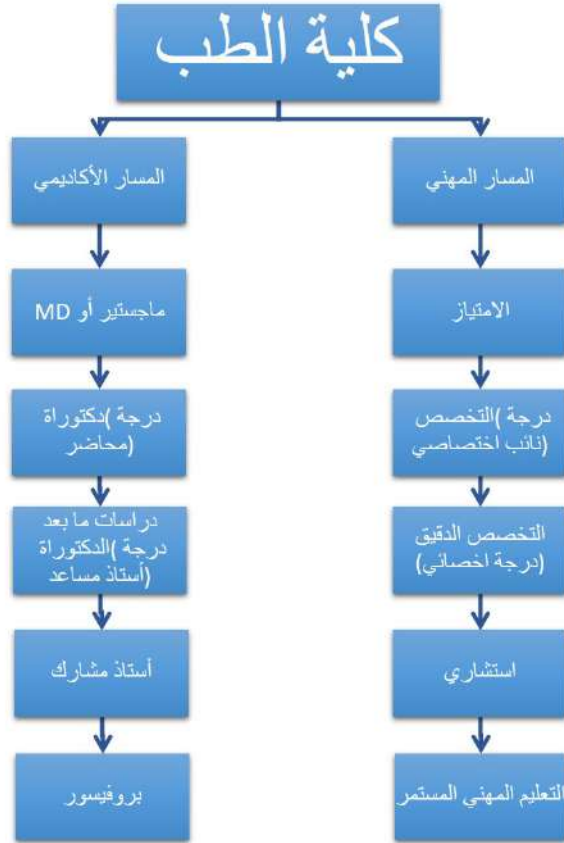 كلية الطب
المسار المهني
المسار الأكاديمي
الامتياز
ماجستير أو MD
درجة )التخصص
(نائب اختصاصي
درجة )دكتوراة
(محاضر
التخصص الدقيق
(درجة اخصائي)
دراسات ما بعد
درجة )الدكتوراة
(أستاذ مساعد
استشاري
أستاذ مشارك
التعليم المهني المستمر
بروفيسور